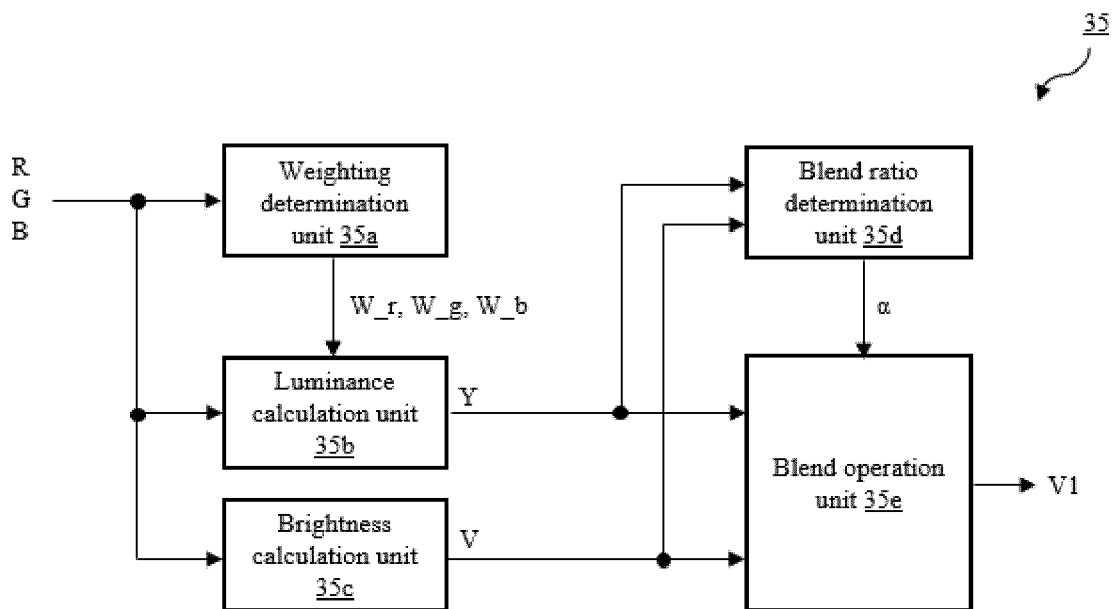 35
R
G
B
Weighting
determination
unit 35a
Blend ratio
determination
unit 35d
W_r, W_g, W_b
α
Luminance
calculation unit
35b
Y
Blend operation
unit 35e
V1
Brightness
calculation unit
35c
V